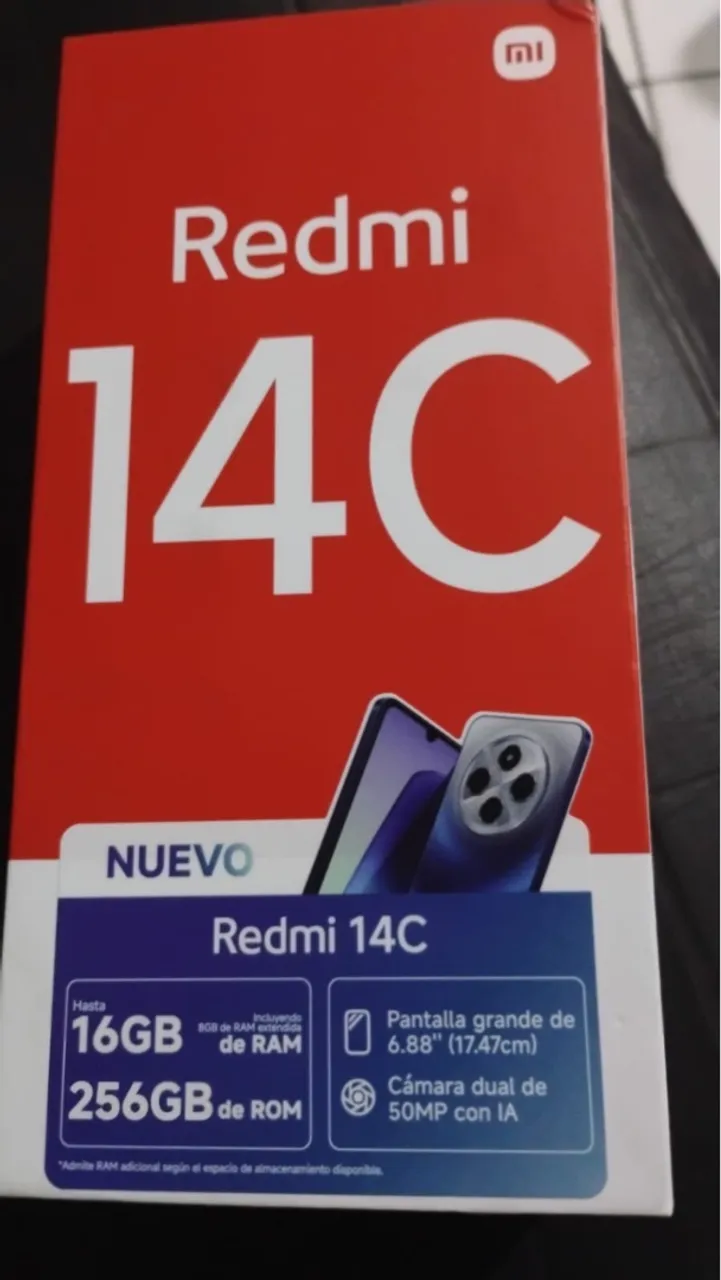 mi
Redmi
14C
NUEVO
Redmi 14C
Hasta
16GB
Incluyendo
8GB de RAM extendida
de RAM
256GB de ROM
Pantalla grande de
6.88" (17.47cm)
Cámara dual de
50MP con IA
*Admite RAM adicional según el espacio de almacenamiento disponible.